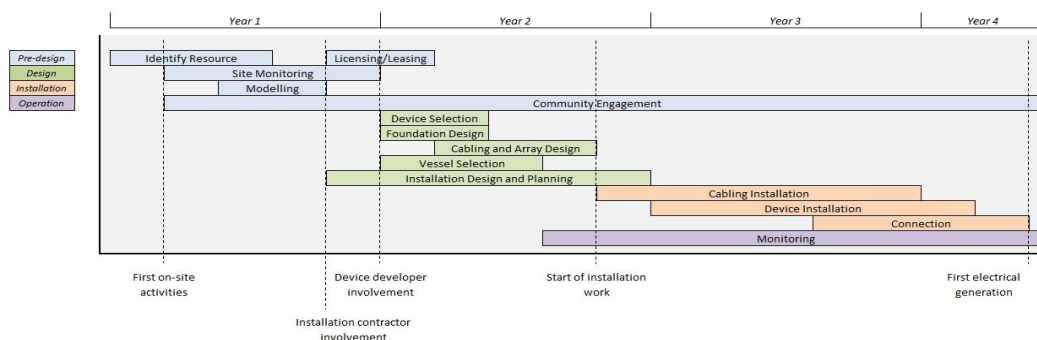 Year 1 Year 2 Year 3 Year 4
Pre-design
Design
Installation
Operation
Identify Resource Licensing/Leasing
Site Monitoring
Modelling
Community Engagement
Device Selection
Foundation Design
Cabling and Array Design
Vessel Selection
Installation Design and Planning
Cabling Installation
Device Installation
Connection
Monitoring
First on-site
activities
Device developer
involvement
Start of installation
work
First electrical
generation
Installation contractor
involvement